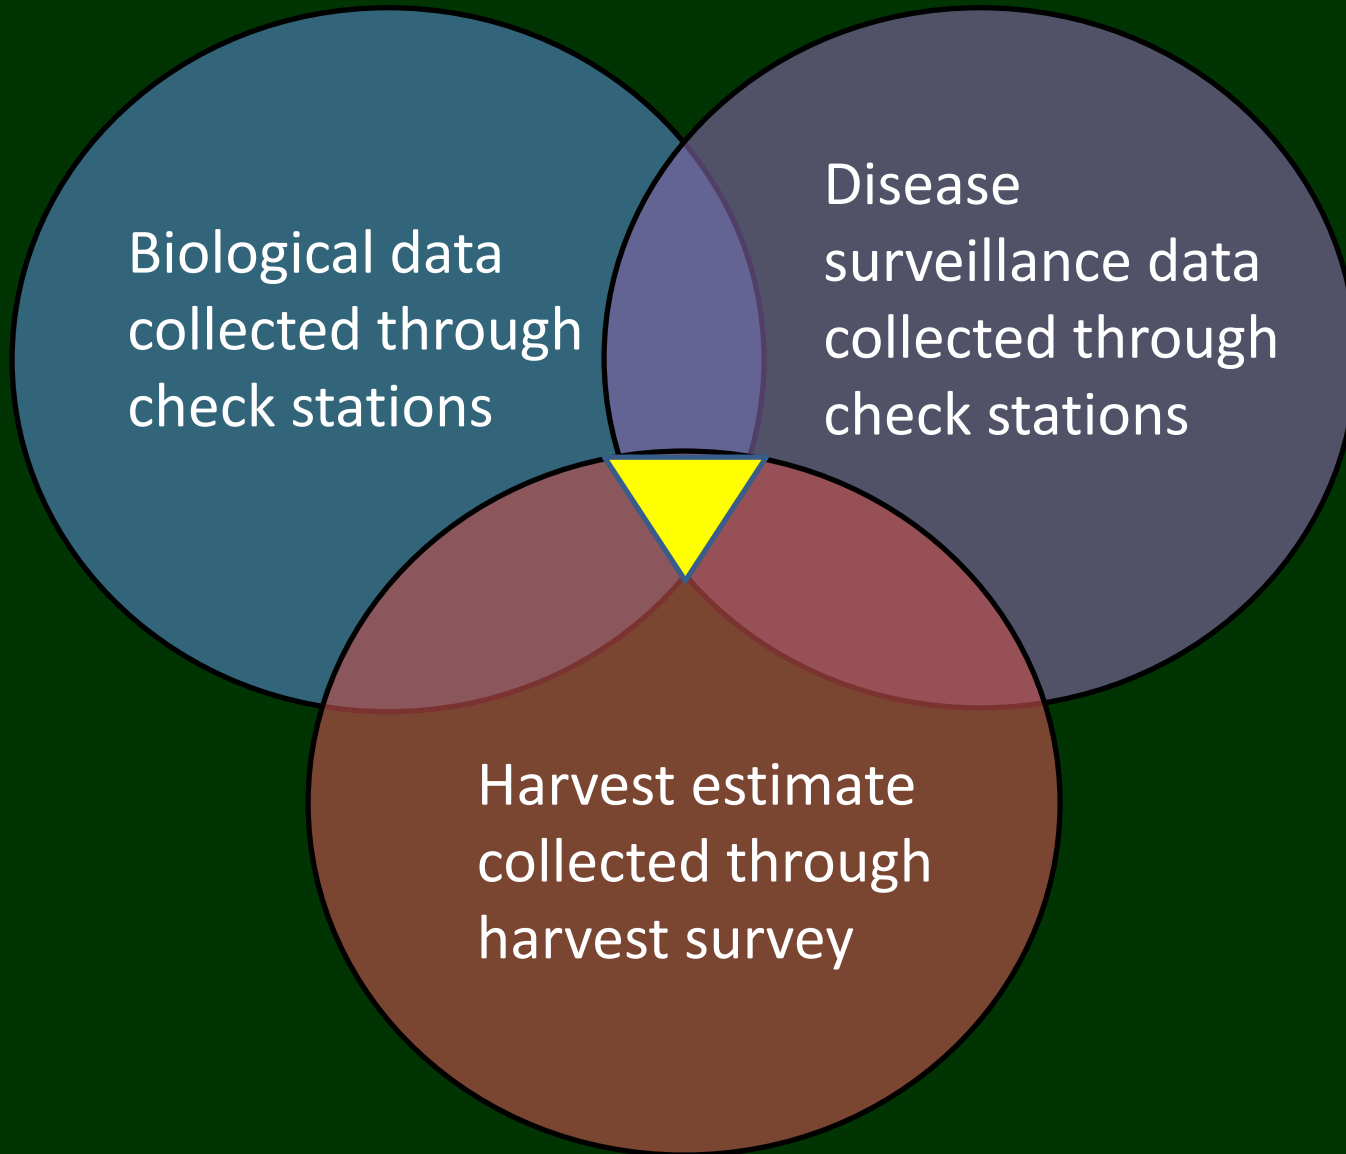 Biological data
collected through
check stations
Disease
surveillance data
collected through
check stations
Harvest estimate
collected through
harvest survey